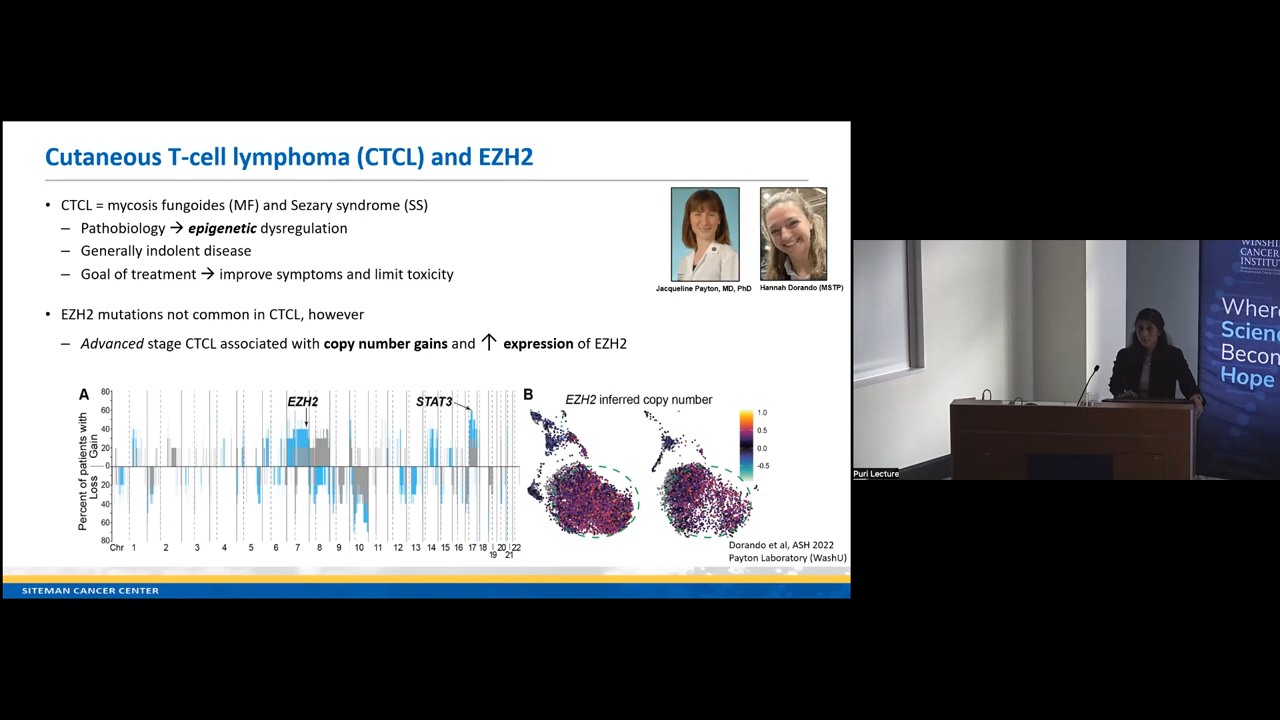 Cutaneous T-cell lymphoma (CTCL) and EZH2
• CTCL = mycosis fungoides (MF) and Sezary syndrome (SS)
– Pathobiology → epigenetic dysregulation
– Generally indolent disease
– Goal of treatment → improve symptoms and limit toxicity
• EZH2 mutations not common in CTCL, however
– Advanced stage CTCL associated with copy number gains and ↑ expression of EZH2
Jacqueline Payton, MD, PhD
Hannah Dorando (MSTP)
A
Percent of patients with
Loss Gain
80
60
40
20
0
20
40
60
80
EZH2
STAT3
Chr 1 2 3 4 5 6 7 8 9 10 11 12 13 14 15 16 17 18 19 20 21 22
B
EZH2 inferred copy number
1.0
0.5
0.0
-0.5
Dorando et al, ASH 2022
Payton Laboratory (WashU)
SITEMAN CANCER CENTER
WINSHIP
CANCER
INSTITU
Where
Scien
Becom
Hope
Puri Lecture